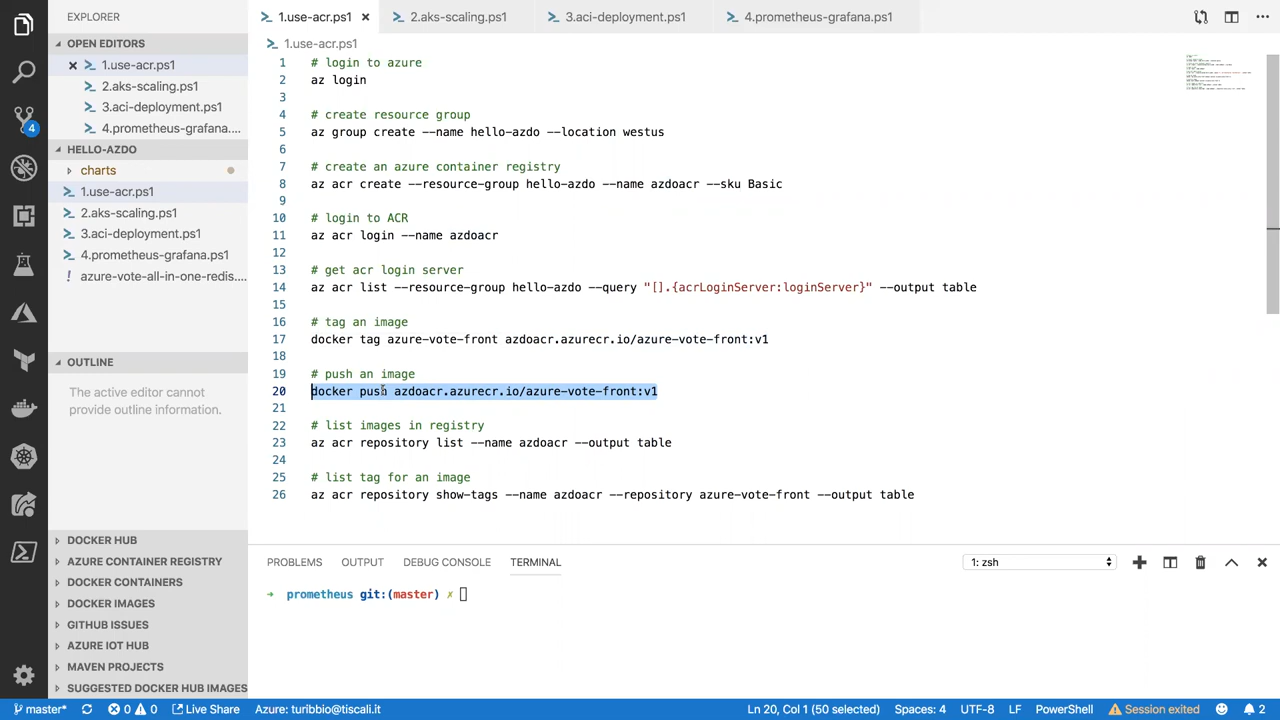 EXPLORER
OPEN EDITORS
1.use-acr.ps1
2.aks-scaling.ps1
3.aci-deployment.ps1
4.prometheus-grafana....
HELLO-AZDO
charts
1.use-acr.ps1
2.aks-scaling.ps1
3.aci-deployment.ps1
4.prometheus-grafana.ps1
azure-vote-all-in-one-redis....
OUTLINE
The active editor cannot
provide outline information.
DOCKER HUB
AZURE CONTAINER REGISTRY
DOCKER CONTAINERS
DOCKER IMAGES
GITHUB ISSUES
AZURE IOT HUB
MAVEN PROJECTS
SUGGESTED DOCKER HUB IMAGES
4
1.use-acr.ps1 2.aks-scaling.ps1 3.aci-deployment.ps1 4.prometheus-grafana.ps1
1.use-acr.ps1
1 # login to azure
2 az login
3
4 # create resource group
5 az group create --name hello-azdo --location westus
6
7 # create an azure container registry
8 az acr create --resource-group hello-azdo --name azdoacr --sku Basic
9
10 # login to ACR
11 az acr login --name azdoacr
12
13 # get acr login server
14 az acr list --resource-group hello-azdo --query "[].{acrLoginServer:loginServer}" --output table
15
16 # tag an image
17 docker tag azure-vote-front azdoacr.azurecr.io/azure-vote-front:v1
18
19 # push an image
20 docker push azdoacr.azurecr.io/azure-vote-front:v1
21
22 # list images in registry
23 az acr repository list --name azdoacr --output table
24
25 # list tag for an image
26 az acr repository show-tags --name azdoacr --repository azure-vote-front --output table
PROBLEMS OUTPUT DEBUG CONSOLE TERMINAL 1: zsh
→ prometheus git:(master) ✗
master* 0 0 Live Share Azure: turibbio@tiscali.it Ln 20, Col 1 (50 selected) Spaces: 4 UTF-8 LF PowerShell Session exited 2